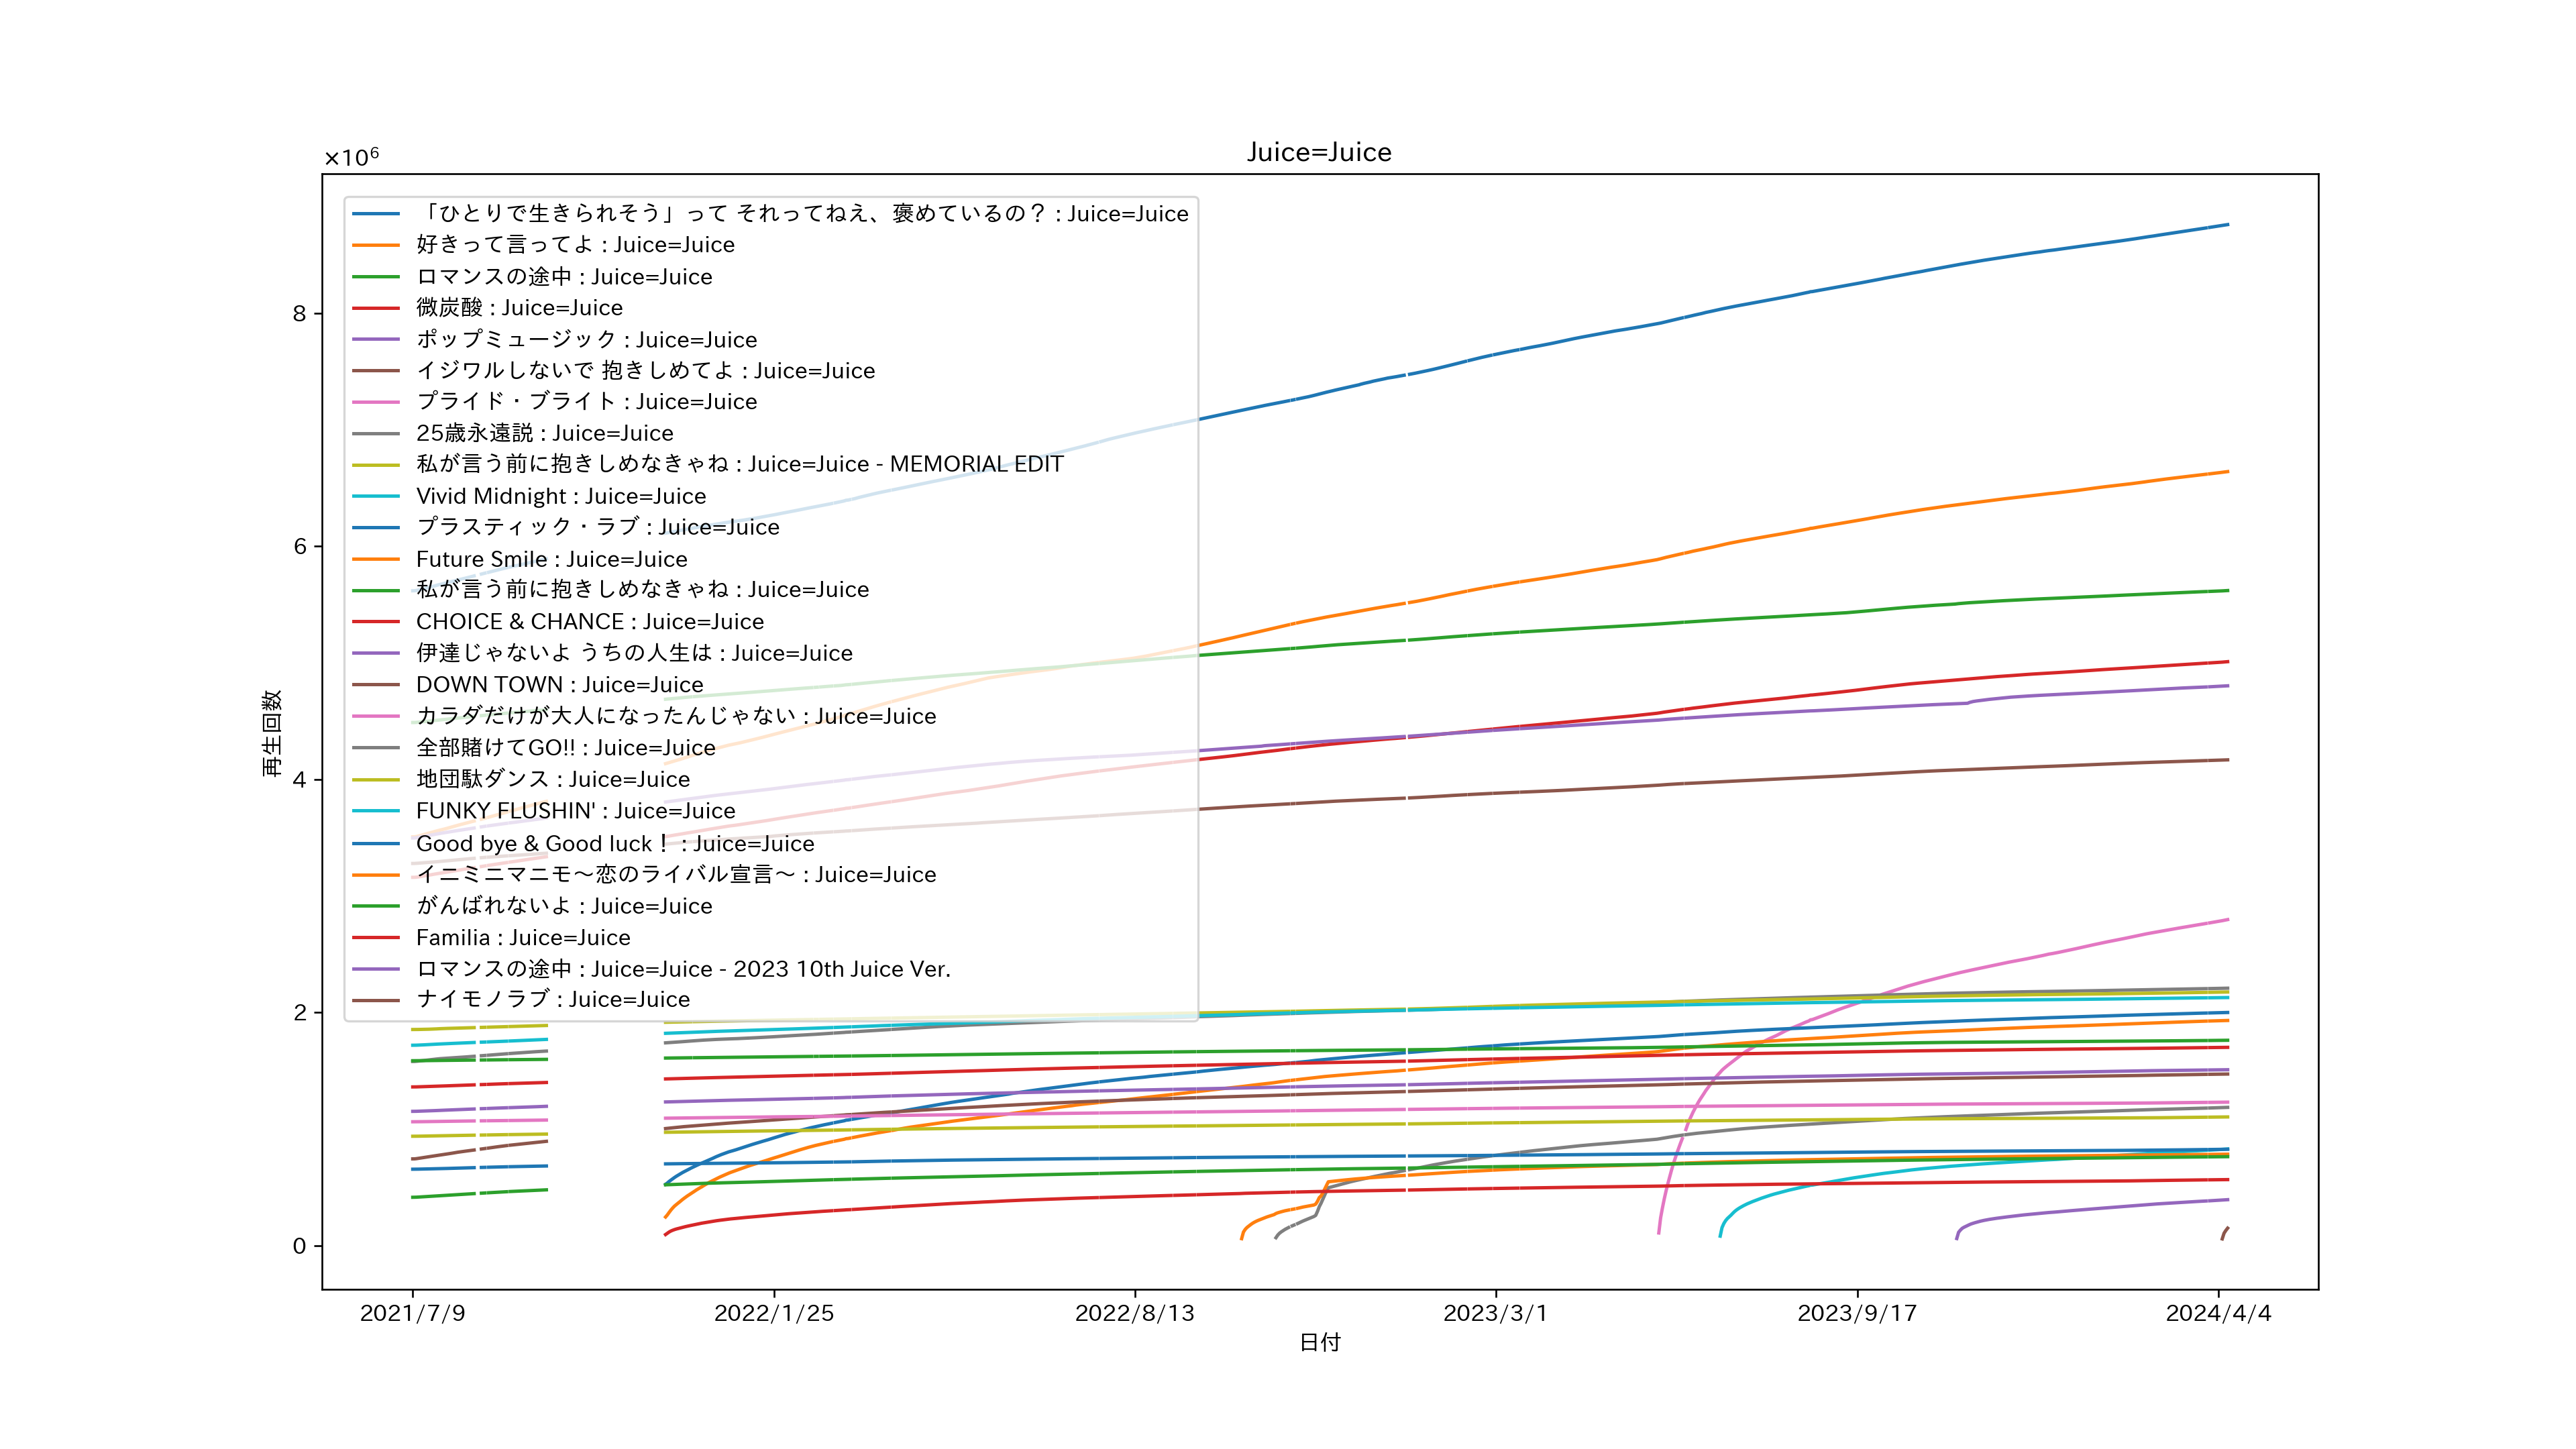 Juice=Juice
×10⁶
「ひとりで生きられそう」って それってねえ、褒めているの？ : Juice=Juice
好きって言ってよ : Juice=Juice
ロマンスの途中 : Juice=Juice
微炭酸 : Juice=Juice
ポップミュージック : Juice=Juice
イジワルしないで 抱きしめてよ : Juice=Juice
プライド・ブライト : Juice=Juice
25歳永遠説 : Juice=Juice
私が言う前に抱きしめなきゃね : Juice=Juice - MEMORIAL EDIT
Vivid Midnight : Juice=Juice
プラスティック・ラブ : Juice=Juice
Future Smile : Juice=Juice
私が言う前に抱きしめなきゃね : Juice=Juice
CHOICE & CHANCE : Juice=Juice
伊達じゃないよ うちの人生は : Juice=Juice
DOWN TOWN : Juice=Juice
カラダだけが大人になったんじゃない : Juice=Juice
全部賭けてGO!! : Juice=Juice
地団駄ダンス : Juice=Juice
FUNKY FLUSHIN' : Juice=Juice
Good bye & Good luck！ : Juice=Juice
イニミニマニモ～恋のライバル宣言～ : Juice=Juice
がんばれないよ : Juice=Juice
Familia : Juice=Juice
ロマンスの途中 : Juice=Juice - 2023 10th Juice Ver.
ナイモノラブ : Juice=Juice
8
6
4
2
0
再生回数
2021/7/9
2022/1/25
2022/8/13
2023/3/1
2023/9/17
2024/4/4
日付